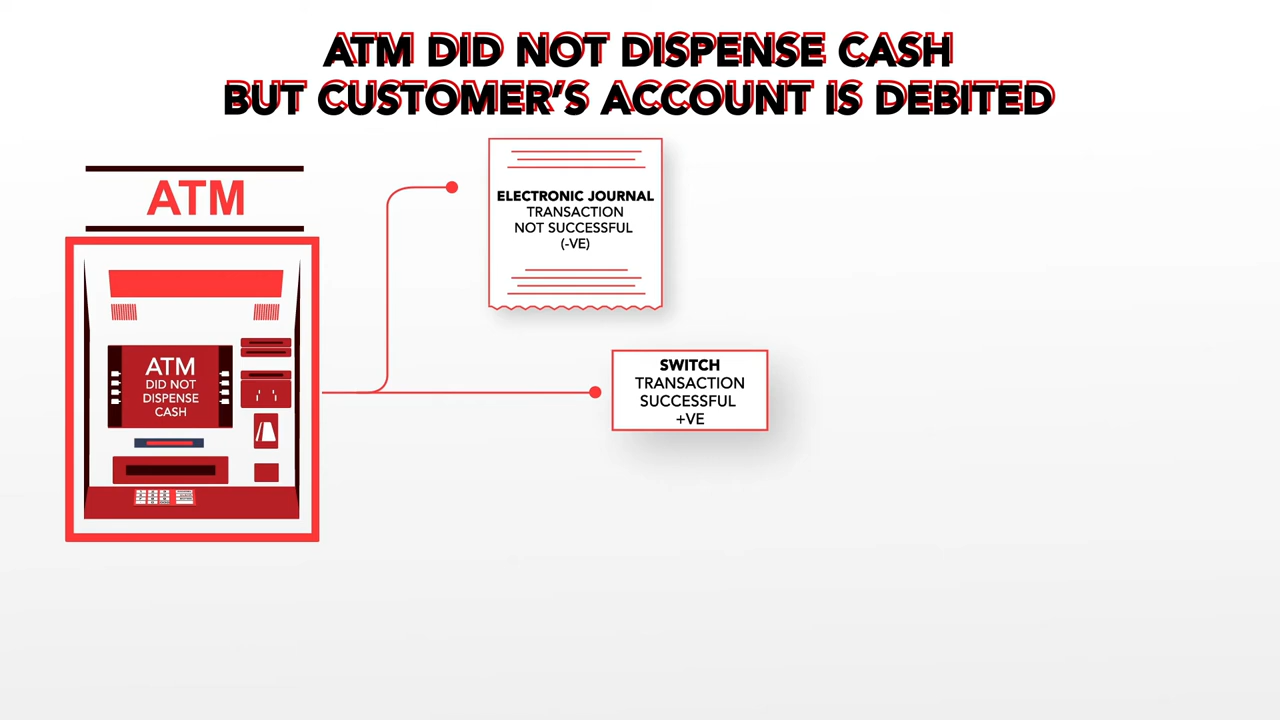 ATM DID NOT DISPENSE CASH
BUT CUSTOMER'S ACCOUNT IS DEBITED
ATM
ELECTRONIC JOURNAL
TRANSACTION
NOT SUCCESSFUL
(-VE)
ATM
DID NOT
DISPENSE
CASH
SWITCH
TRANSACTION
SUCCESSFUL
+VE